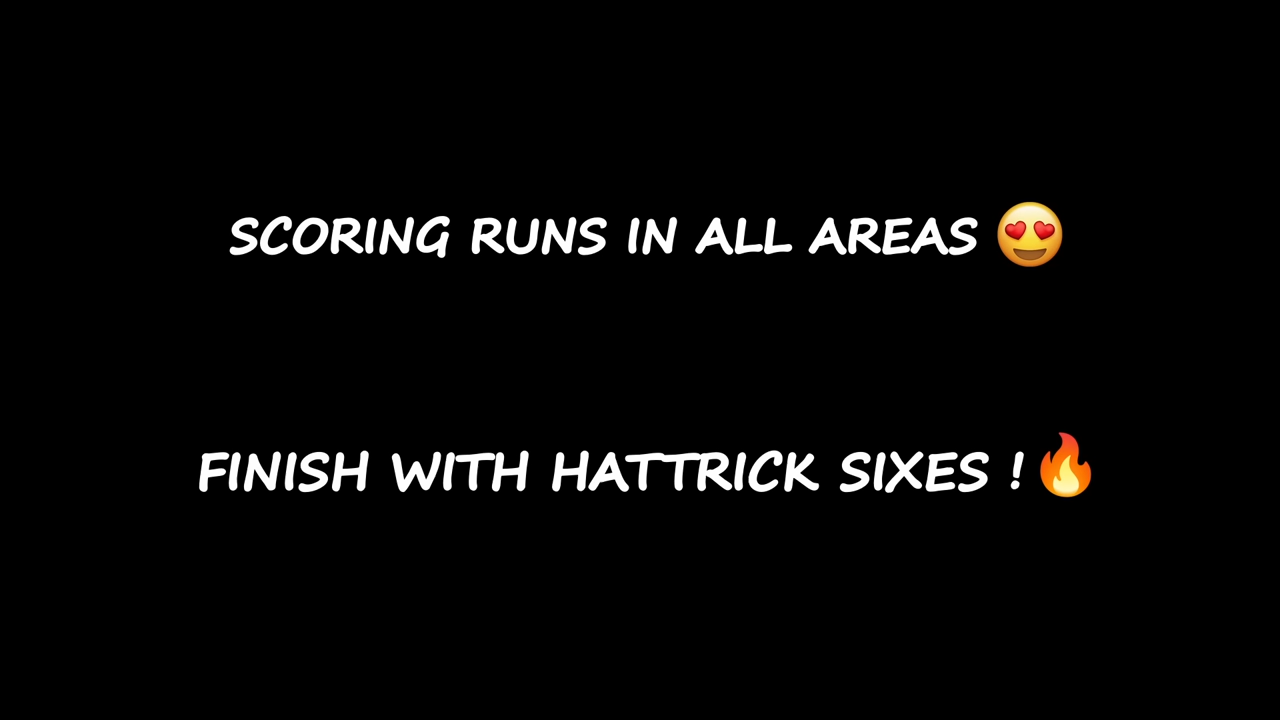 SCORING RUNS IN ALL AREAS 😍
FINISH WITH HATTRICK SIXES !🔥